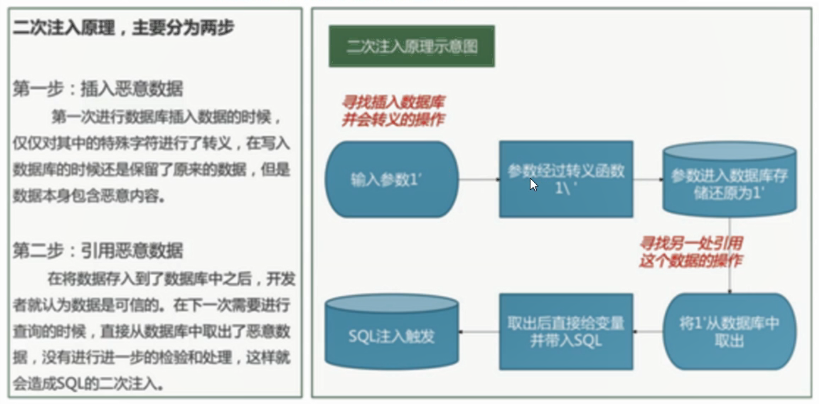 二次注入原理，主要分为两步
第一步：插入恶意数据
第一次进行数据库插入数据的时候，
仅仅对其中的特殊字符进行了转义，在写入
数据库的时候还是保留了原来的数据，但是
数据本身包含恶意内容。
第二步：引用恶意数据
在将数据存入到了数据库中之后，开发
者就认为数据是可信的。在下一次需要进行
查询的时候，直接从数据库中取出了恶意数
据，没有进行进一步的检验和处理，这样就
会造成SQL的二次注入。
二次注入原理示意图
寻找插入数据库
并会转义的操作
输入参数1'
参数经过转义函数
1\ '
参数进入数据库存
储还原为1'
寻找另一处引用
这个数据的操作
将1'从数据库中
取出
取出后直接给变量
并带入SQL
SQL注入触发